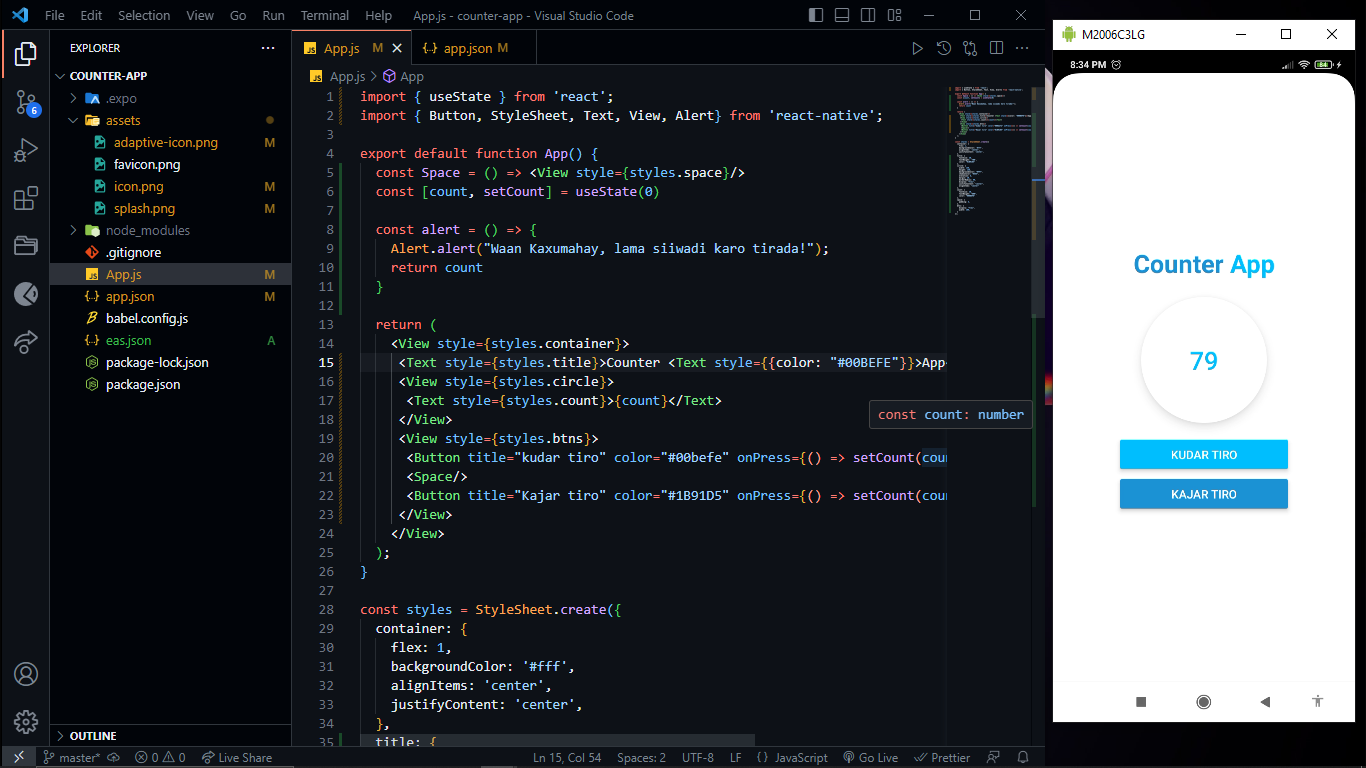 File Edit Selection View Go Run Terminal Help App.js - counter-app - Visual Studio Code
EXPLORER
COUNTER-APP
.expo
assets
adaptive-icon.png M
favicon.png
icon.png M
splash.png M
node_modules
.gitignore
App.js M
app.json M
babel.config.js
eas.json A
package-lock.json
package.json
OUTLINE
6
App.js M
app.json M
App.js > App
1 import { useState } from 'react';
2 import { Button, StyleSheet, Text, View, Alert} from 'react-native';
3
4 export default function App() {
5 const Space = () => <View style={styles.space}/>
6 const [count, setCount] = useState(0)
7
8 const alert = () => {
9 Alert.alert("Waan Kaxumahay, lama siiwadi karo tirada!");
10 return count
11 }
12
13 return (
14 <View style={styles.container}>
15 <Text style={styles.title}>Counter <Text style={{color: "#00BEFE"}}>App
16 <View style={styles.circle}>
17 <Text style={styles.count}>{count}</Text>
18 </View>
19 <View style={styles.btns}>
20 <Button title="kudar tiro" color="#00befe" onPress={() => setCount(cou
21 <Space/>
22 <Button title="Kajar tiro" color="#1B91D5" onPress={() => setCount(cou
23 </View>
24 </View>
25 );
26 }
27
28 const styles = StyleSheet.create({
29 container: {
30 flex: 1,
31 backgroundColor: '#fff',
32 alignItems: 'center',
33 justifyContent: 'center',
34 },
35 title: {
const count: number
master* 0 0 Live Share Ln 15, Col 54 Spaces: 2 UTF-8 LF {} JavaScript Go Live Prettier
M2006C3LG
8:34 PM 84
Counter App
79
KUDAR TIRO
KAJAR TIRO